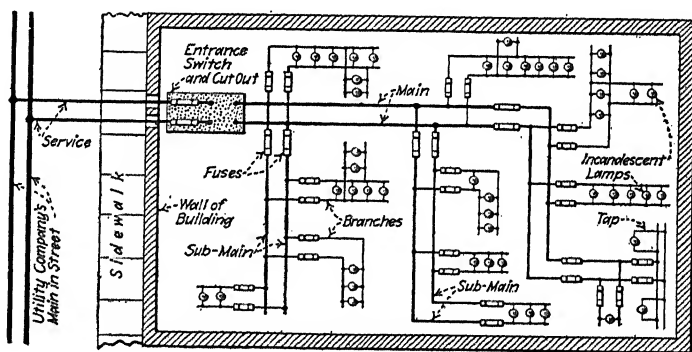 Entrance
Switch
and Cut Out
Main
Service
Fuses
Incandescent
Lamps
Wall of
Building
Branches
Tap
Sub-Main
Sub-Main
Sidewalk
Utility Company's
Main in Street